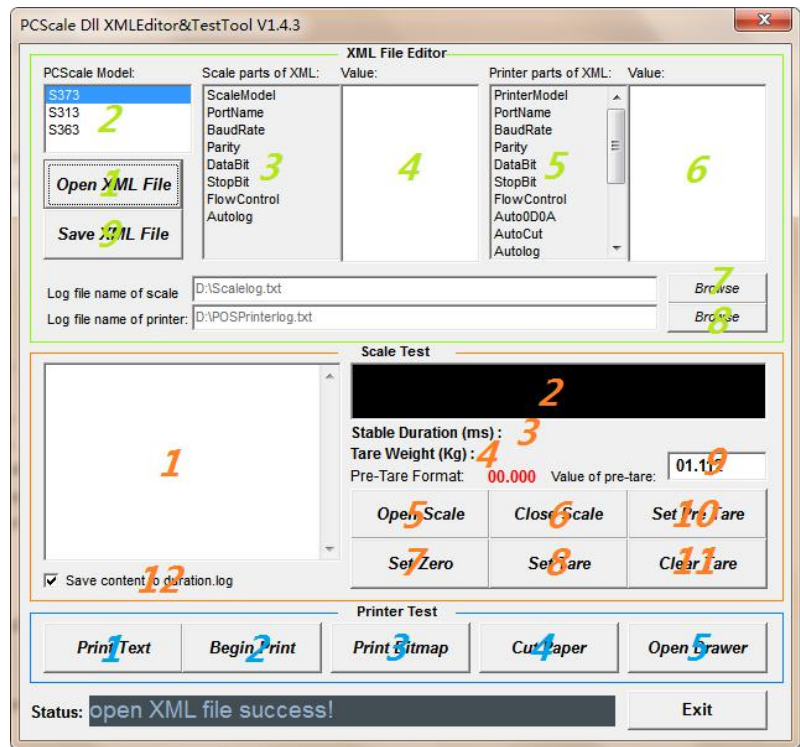 PCScale Dll XMLEditor&TestTool V1.4.3
XML File Editor
PCScale Model:
S373
S313
S363
2
Open XML File
1
Save XML File
9
Scale parts of XML:
ScaleModel
PortName
BaudRate
Parity
DataBit
StopBit
FlowControl
Autolog
3
Value:
4
Printer parts of XML:
PrinterModel
PortName
BaudRate
Parity
DataBit
StopBit
FlowControl
Auto0D0A
AutoCut
Autolog
5
Value:
6
Log file name of scale D:\Scalelog.txt Browse
7
Log file name of printer: D:\POSPrinterlog.txt Browse
8
Scale Test
1
2
Stable Duration (ms) : 3
Tare Weight (Kg) : 4
Pre-Tare Format: 00.000 Value of pre-tare: 01.112
9
Open Scale Close Scale Set Pre Tare
5 6 10
Set Zero Set Tare Clear Tare
7 8 11
Save content to duration.log
12
Printer Test
Print Text Begin Print Print Bitmap Cut Paper Open Drawer
1 2 3 4 5
Status: open XML file success! Exit